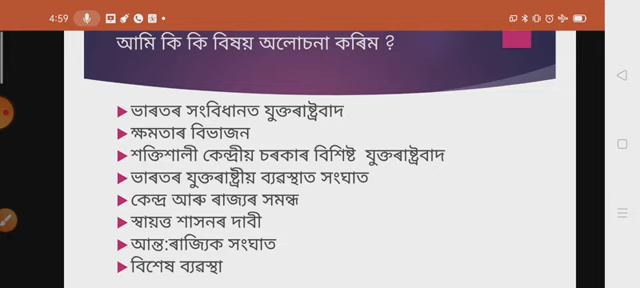 4:59
আমি কি কি বিষয় অলোচনা কৰিম ?
ভাৰতৰ সংবিধানত যুক্তৰাষ্ট্ৰবাদ
ক্ষমতাৰ বিভাজন
শক্তিশালী কেন্দ্ৰীয় চৰকাৰ বিশিষ্ট যুক্তৰাষ্ট্ৰবাদ
ভাৰতৰ যুক্তৰাষ্ট্ৰীয় ব্যৱস্থাত সংঘাত
কেন্দ্ৰ আৰু ৰাজ্যৰ সমন্ধ
স্বায়ত্ত শাসনৰ দাবী
আন্ত:ৰাজ্যিক সংঘাত
বিশেষ ব্যৱস্থা